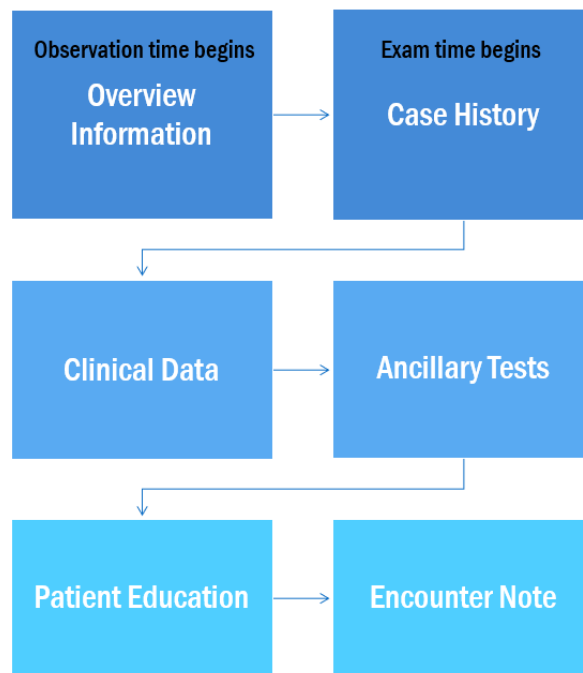 Observation time begins
Overview
Information
Exam time begins
Case History
Clinical Data
Ancillary Tests
Patient Education
Encounter Note